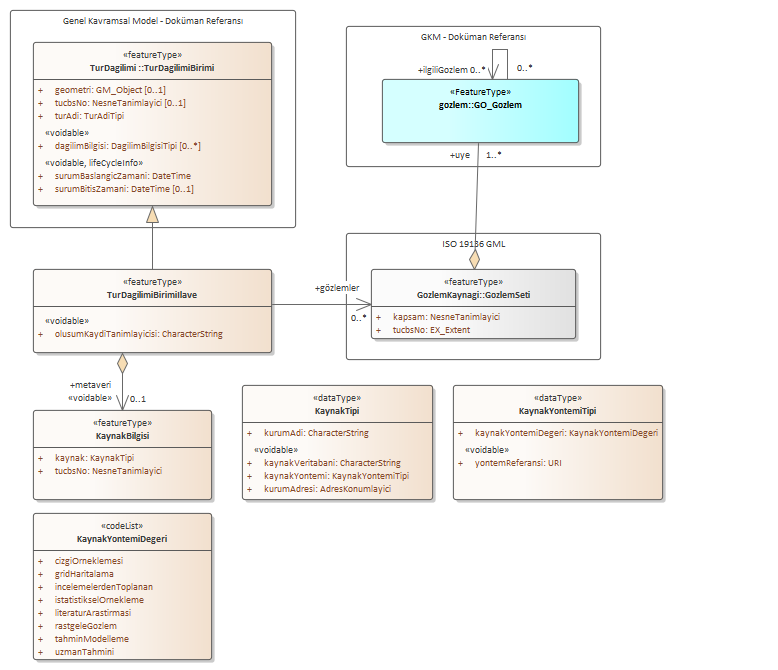 Genel Kavramsal Model - Doküman Referansı
«featureType»
TurDagilimi ::TurDagilimiBirimi
+ geometri: GM_Object [0..1]
+ tucbsNo: NesneTanimlayici [0..1]
+ turAdi: TurAdiTipi
«voidable»
+ dagilimBilgisi: DagilimBilgisiTipi [0..*]
«voidable, lifeCycleInfo»
+ surumBaslangicZamani: DateTime
+ surumBitisZamani: DateTime [0..1]
GKM - Doküman Referansı
+ilgiliGozlem 0..*
0..*
«FeatureType»
gozlem::GO_Gozlem
+uye 1..*
ISO 19136 GML
«featureType»
GozlemKaynagi::GozlemSeti
+ kapsam: NesneTanimlayici
+ tucbsNo: EX_Extent
«featureType»
TurDagilimiBirimiIlave
«voidable»
+ olusumKaydiTanimlayicisi: CharacterString
+gözlemler
0..*
+metaveri
«voidable»
0..1
«featureType»
KaynakBilgisi
+ kaynak: KaynakTipi
+ tucbsNo: NesneTanimlayici
«dataType»
KaynakTipi
+ kurumAdi: CharacterString
«voidable»
+ kaynakVeritabani: CharacterString
+ kaynakYontemi: KaynakYontemiTipi
+ kurumAdresi: AdresKonumlayici
«dataType»
KaynakYontemiTipi
+ kaynakYontemiDegeri: KaynakYontemiDegeri
«voidable»
+ yontemReferansi: URI
«codeList»
KaynakYontemiDegeri
+ cizgiOrneklemesi
+ gridHaritalama
+ incelemelerdenToplanan
+ istatistikselOrnekleme
+ literaturArastirmasi
+ rastgeleGozlem
+ tahminModelleme
+ uzmanTahmini